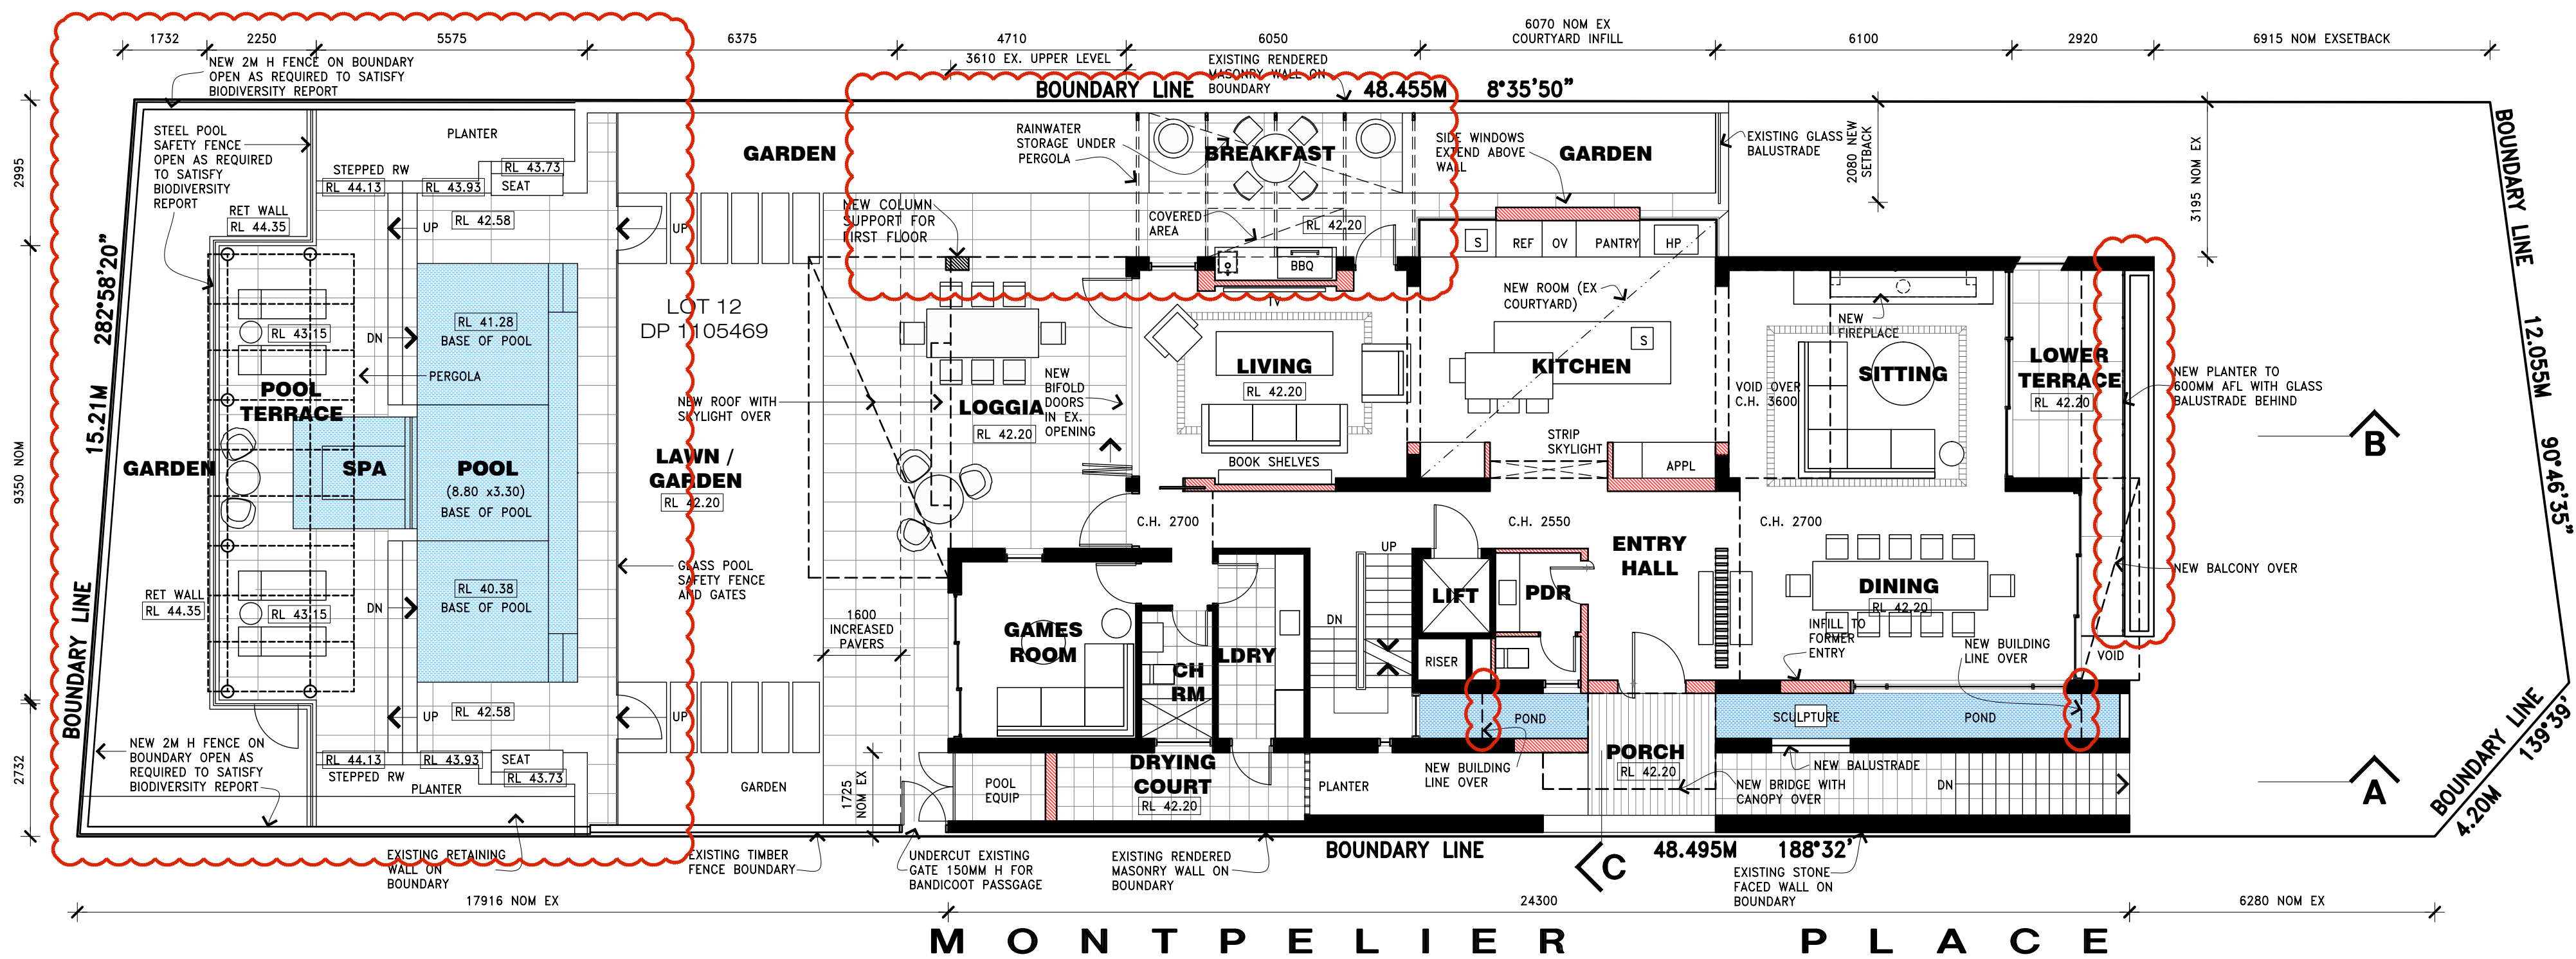 1732
2250
5575
6375
4710
6050
6070 NOM EX
COURTYARD INFILL
6100
2920
6915 NOM EXSETBACK
3610 EX. UPPER LEVEL
NEW 2M H FENCE ON BOUNDARY
OPEN AS REQUIRED TO SATISFY
BIODIVERSITY REPORT
EXISTING RENDERED
MASONRY WALL ON
BOUNDARY
BOUNDARY LINE
48.455M
8°35'50"
2995
9350 NOM
2732
STEEL POOL
SAFETY FENCE
OPEN AS REQUIRED
TO SATISFY
BIODIVERSITY
REPORT
PLANTER
STEPPED RW
RL 44.13
RL 43.93
RL 43.73
SEAT
RET WALL
RL 44.35
RL 42.58
UP
UP
GARDEN
RAINWATER
STORAGE UNDER
PERGOLA
BREAKFAST
NEW COLUMN
SUPPORT FOR
FIRST FLOOR
COVERED
AREA
RL 42.20
BBQ
TV
SIDE WINDOWS
EXTEND ABOVE
WALL
GARDEN
EXISTING GLASS
BALUSTRADE
2080 NEW
SETBACK
3195 NOM EX
BOUNDARY LINE
12.055M
90°46'35"
S
REF
OV
PANTRY
HP
NEW ROOM (EX
COURTYARD)
S
KITCHEN
LOT 12
DP 1105469
282°58'20"
15.21M
BOUNDARY LINE
RL 41.28
BASE OF POOL
RL 43.15
DN
PERGOLA
POOL
TERRACE
GARDEN
SPA
POOL
(8.80 x3.30)
BASE OF POOL
NEW ROOF WITH
SKYLIGHT OVER
LAWN /
GARDEN
RL 42.20
LOGGIA
RL 42.20
NEW
BIFOLD
DOORS
IN EX.
OPENING
LIVING
RL 42.20
BOOK SHELVES
STRIP
SKYLIGHT
APPL
VOID OVER
C.H. 3600
NEW
FIREPLACE
SITTING
LOWER
TERRACE
RL 42.20
NEW PLANTER TO
600MM AFL WITH GLASS
BALUSTRADE BEHIND
B
C.H. 2700
C.H. 2550
C.H. 2700
RET WALL
RL 44.35
RL 43.15
DN
RL 40.38
BASE OF POOL
GLASS POOL
SAFETY FENCE
AND GATES
1600
INCREASED
PAVERS
GAMES
ROOM
CH
RM
LDRY
UP
DN
LIFT
RISER
PDR
ENTRY
HALL
DINING
RL 42.20
INFILL TO
FORMER
ENTRY
NEW BUILDING
LINE OVER
NEW BALCONY OVER
VOID
UP
RL 42.58
UP
NEW 2M H FENCE ON
BOUNDARY OPEN AS
REQUIRED TO SATISFY
BIODIVERSITY REPORT
RL 44.13
RL 43.93
SEAT
RL 43.73
STEPPED RW
PLANTER
GARDEN
1725
NOM EX
POOL
EQUIP
DRYING
COURT
RL 42.20
PLANTER
POND
NEW BUILDING
LINE OVER
PORCH
RL 42.20
SCULPTURE
POND
NEW BALUSTRADE
NEW BRIDGE WITH
CANOPY OVER
DN
A
BOUNDARY LINE
4.20M
139°39'
EXISTING RETAINING
WALL ON
BOUNDARY
EXISTING TIMBER
FENCE BOUNDARY
UNDERCUT EXISTING
GATE 150MM H FOR
BANDICOOT PASSGAGE
EXISTING RENDERED
MASONRY WALL ON
BOUNDARY
BOUNDARY LINE
C
48.495M
188°32'
EXISTING STONE
FACED WALL ON
BOUNDARY
17916 NOM EX
24300
6280 NOM EX
MONTPELIER PLACE